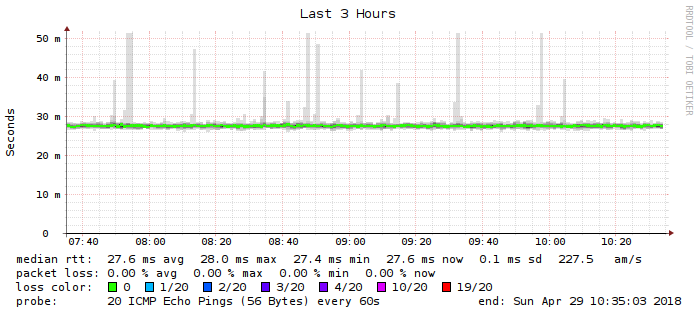 Last 3 Hours
RRDTOOL / TOBI OETIKER
Seconds
50 m
40 m
30 m
20 m
10 m
0
07:40 08:00 08:20 08:40 09:00 09:20 09:40 10:00 10:20
median rtt: 27.6 ms avg 28.0 ms max 27.4 ms min 27.6 ms now 0.1 ms sd 227.5 am/s
packet loss: 0.00 % avg 0.00 % max 0.00 % min 0.00 % now
loss color: 0 1/20 2/20 3/20 4/20 10/20 19/20
probe: 20 ICMP Echo Pings (56 Bytes) every 60s end: Sun Apr 29 10:35:03 2018